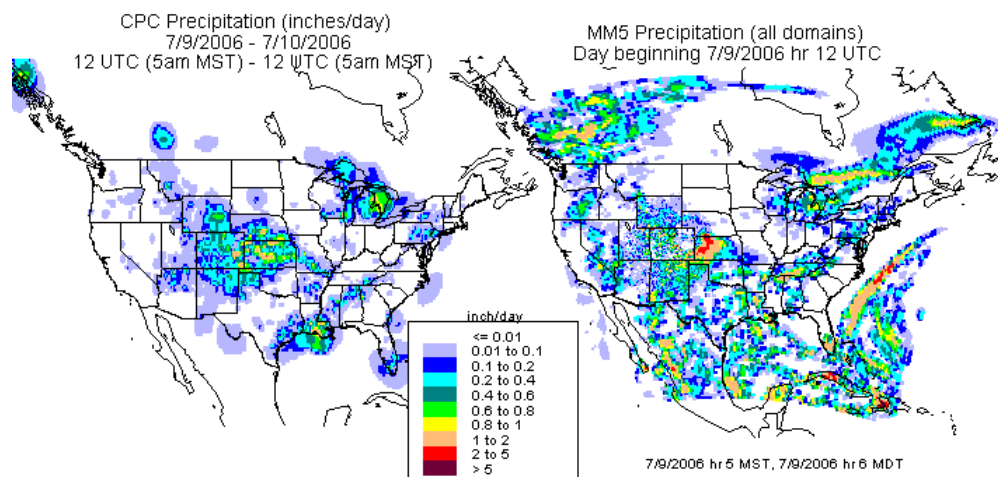 CPC Precipitation (inches/day)
7/9/2006 - 7/10/2006
12 UTC (5am MST) - 12 UTC (5am MST)
MM5 Precipitation (all domains)
Day beginning 7/9/2006 hr 12 UTC
inch/day
<= 0.01
0.01 to 0.1
0.1 to 0.2
0.2 to 0.4
0.4 to 0.6
0.6 to 0.8
0.8 to 1
1 to 2
2 to 5
> 5
7/9/2006 hr 5 MST, 7/9/2006 hr 6 MDT